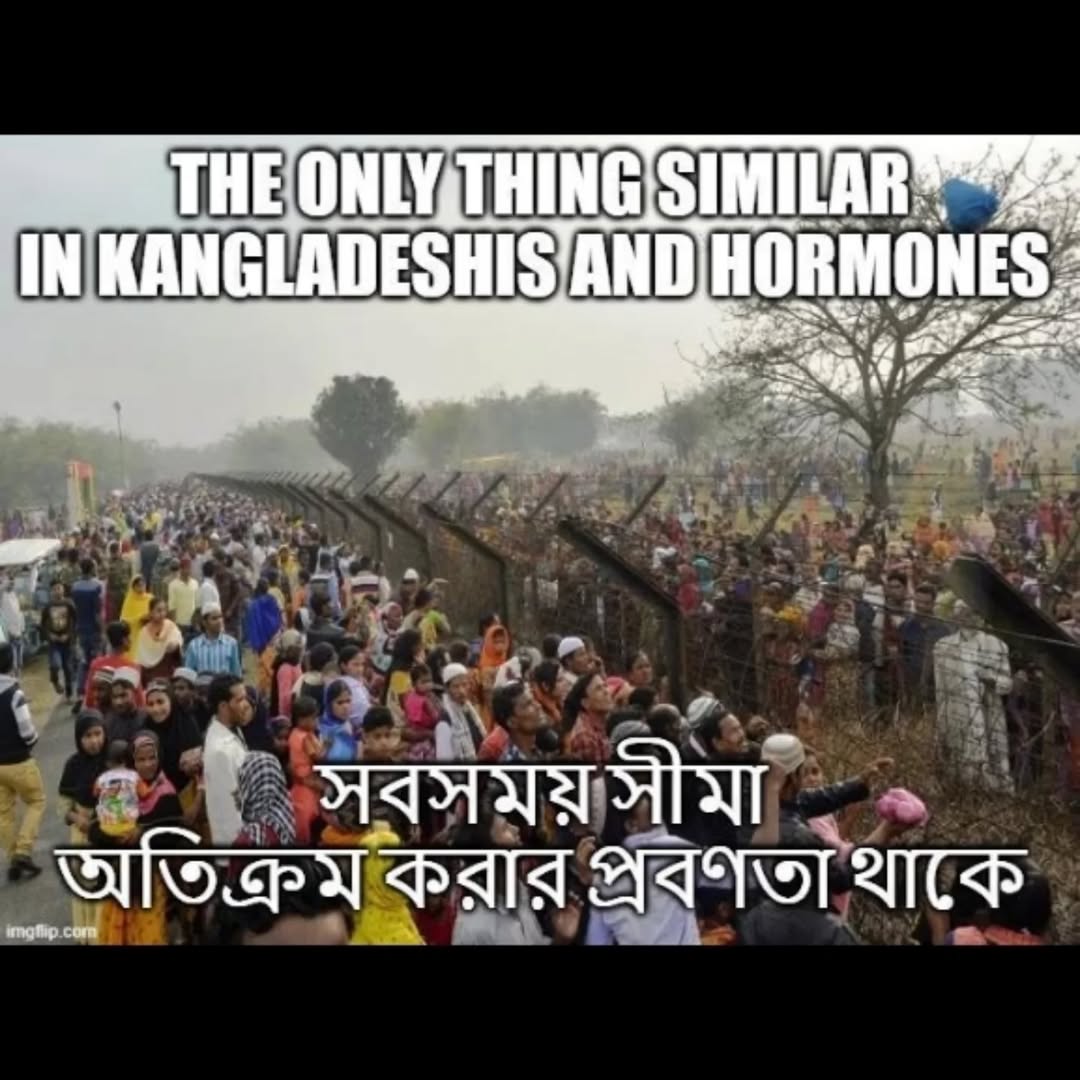 THE ONLY THING SIMILAR
IN KANGLADESHIS AND HORMONES
সবসময় সীমা
অতিক্রম করার প্রবণতা থাকে
imgflip.com